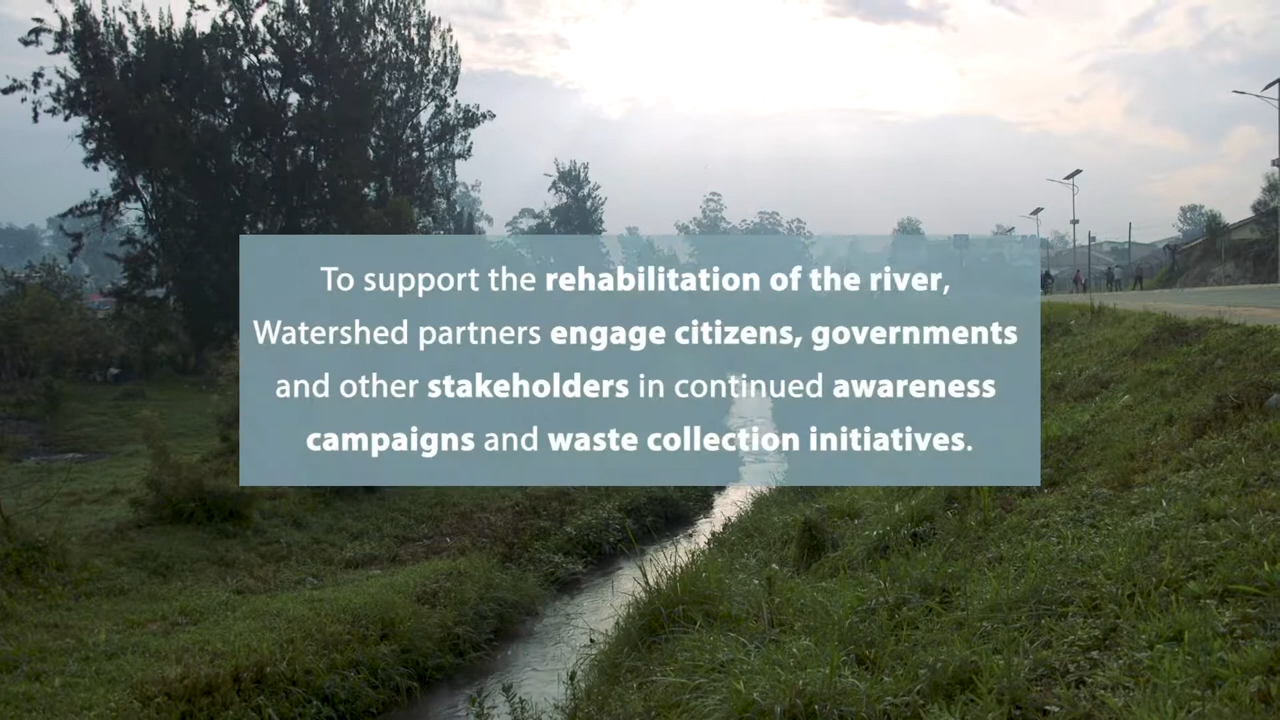 To support the rehabilitation of the river,
Watershed partners engage citizens, governments
and other stakeholders in continued awareness
campaigns and waste collection initiatives.